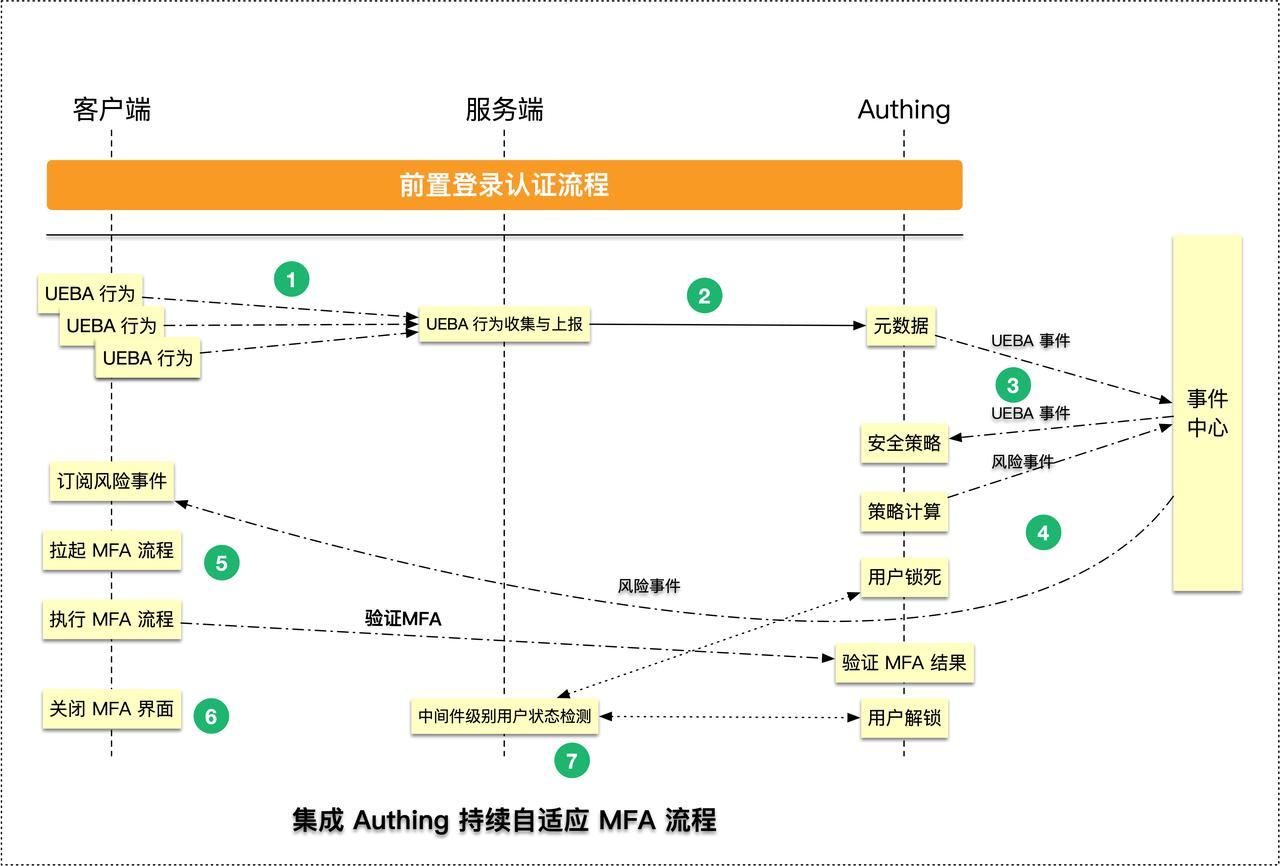 客户端
服务端
Authing
前置登录认证流程
1
2
UEBA 行为
UEBA 行为
UEBA 行为
UEBA 行为收集与上报
元数据
UEBA 事件
3
UEBA 事件
事件
中心
安全策略
风险事件
订阅风险事件
策略计算
4
拉起 MFA 流程
5
用户锁死
风险事件
执行 MFA 流程
验证MFA
验证 MFA 结果
关闭 MFA 界面
6
中间件级别用户状态检测
用户解锁
7
集成 Authing 持续自适应 MFA 流程